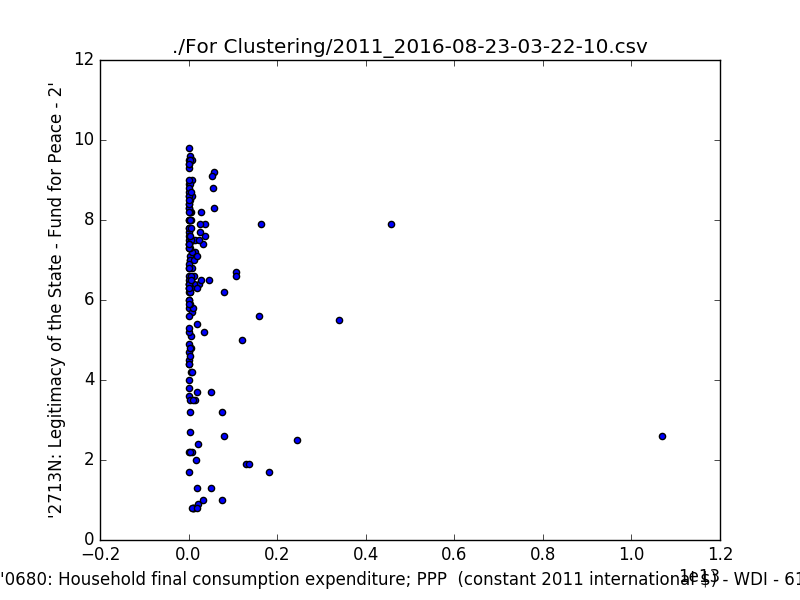 ./For Clustering/2011_2016-08-23-03-22-10.csv
12
10
8
6
4
2
0
'2713N: Legitimacy of the State - Fund for Peace - 2'
−0.2 0.0 0.2 0.4 0.6 0.8 1.0 1.2
1e13
'0680: Household final consumption expenditure; PPP (constant 2011 international $) - WDI - 61